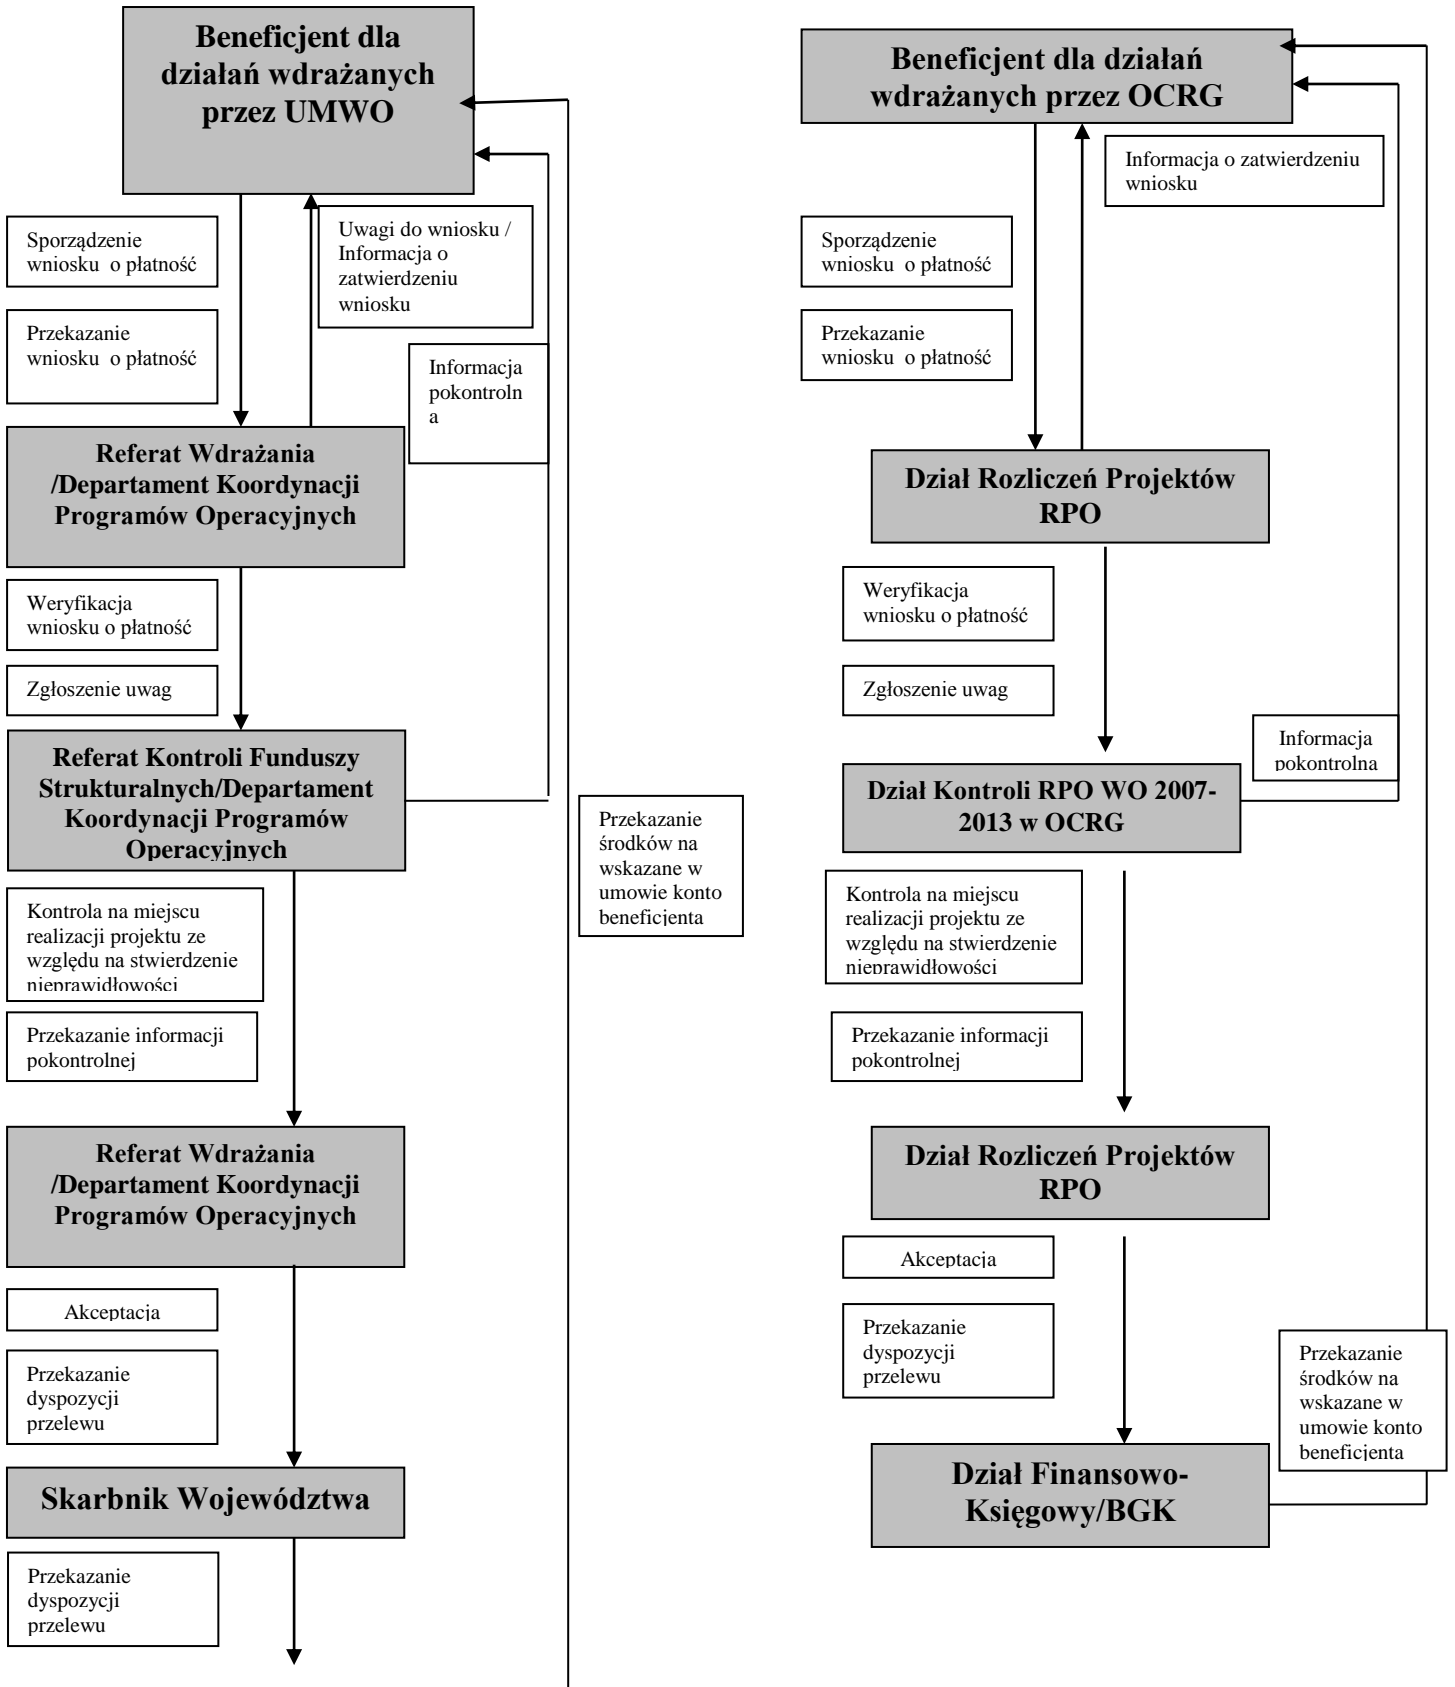 Beneficjent dla
działań wdrażanych
przez UMWO
Uwagi do wniosku /
Informacja o
zatwierdzeniu
wniosku
Sporządzenie
wniosku o płatność
Przekazanie
wniosku o płatność
Informacja
pokontroln
a
Referat Wdrażania
/Departament Koordynacji
Programów Operacyjnych
Weryfikacja
wniosku o płatność
Zgłoszenie uwag
Referat Kontroli Funduszy
Strukturalnych/Departament
Koordynacji Programów
Operacyjnych
Przekazanie
środków na
wskazane w
umowie konto
beneficjenta
Kontrola na miejscu
realizacji projektu ze
względu na stwierdzenie
nieprawidłowości
Przekazanie informacji
pokontrolnej
Referat Wdrażania
/Departament Koordynacji
Programów Operacyjnych
Akceptacja
Przekazanie
dyspozycji
przelewu
Skarbnik Województwa
Przekazanie
dyspozycji
przelewu
Beneficjent dla działań
wdrażanych przez OCRG
Informacja o zatwierdzeniu
wniosku
Sporządzenie
wniosku o płatność
Przekazanie
wniosku o płatność
Dział Rozliczeń Projektów
RPO
Weryfikacja
wniosku o płatność
Zgłoszenie uwag
Informacja
pokontrolna
Dział Kontroli RPO WO 2007-
2013 w OCRG
Kontrola na miejscu
realizacji projektu ze
względu na stwierdzenie
nieprawidłowości
Przekazanie informacji
pokontrolnej
Dział Rozliczeń Projektów
RPO
Akceptacja
Przekazanie
dyspozycji
przelewu
Przekazanie
środków na
wskazane w
umowie konto
beneficjenta
Dział Finansowo-
Księgowy/BGK